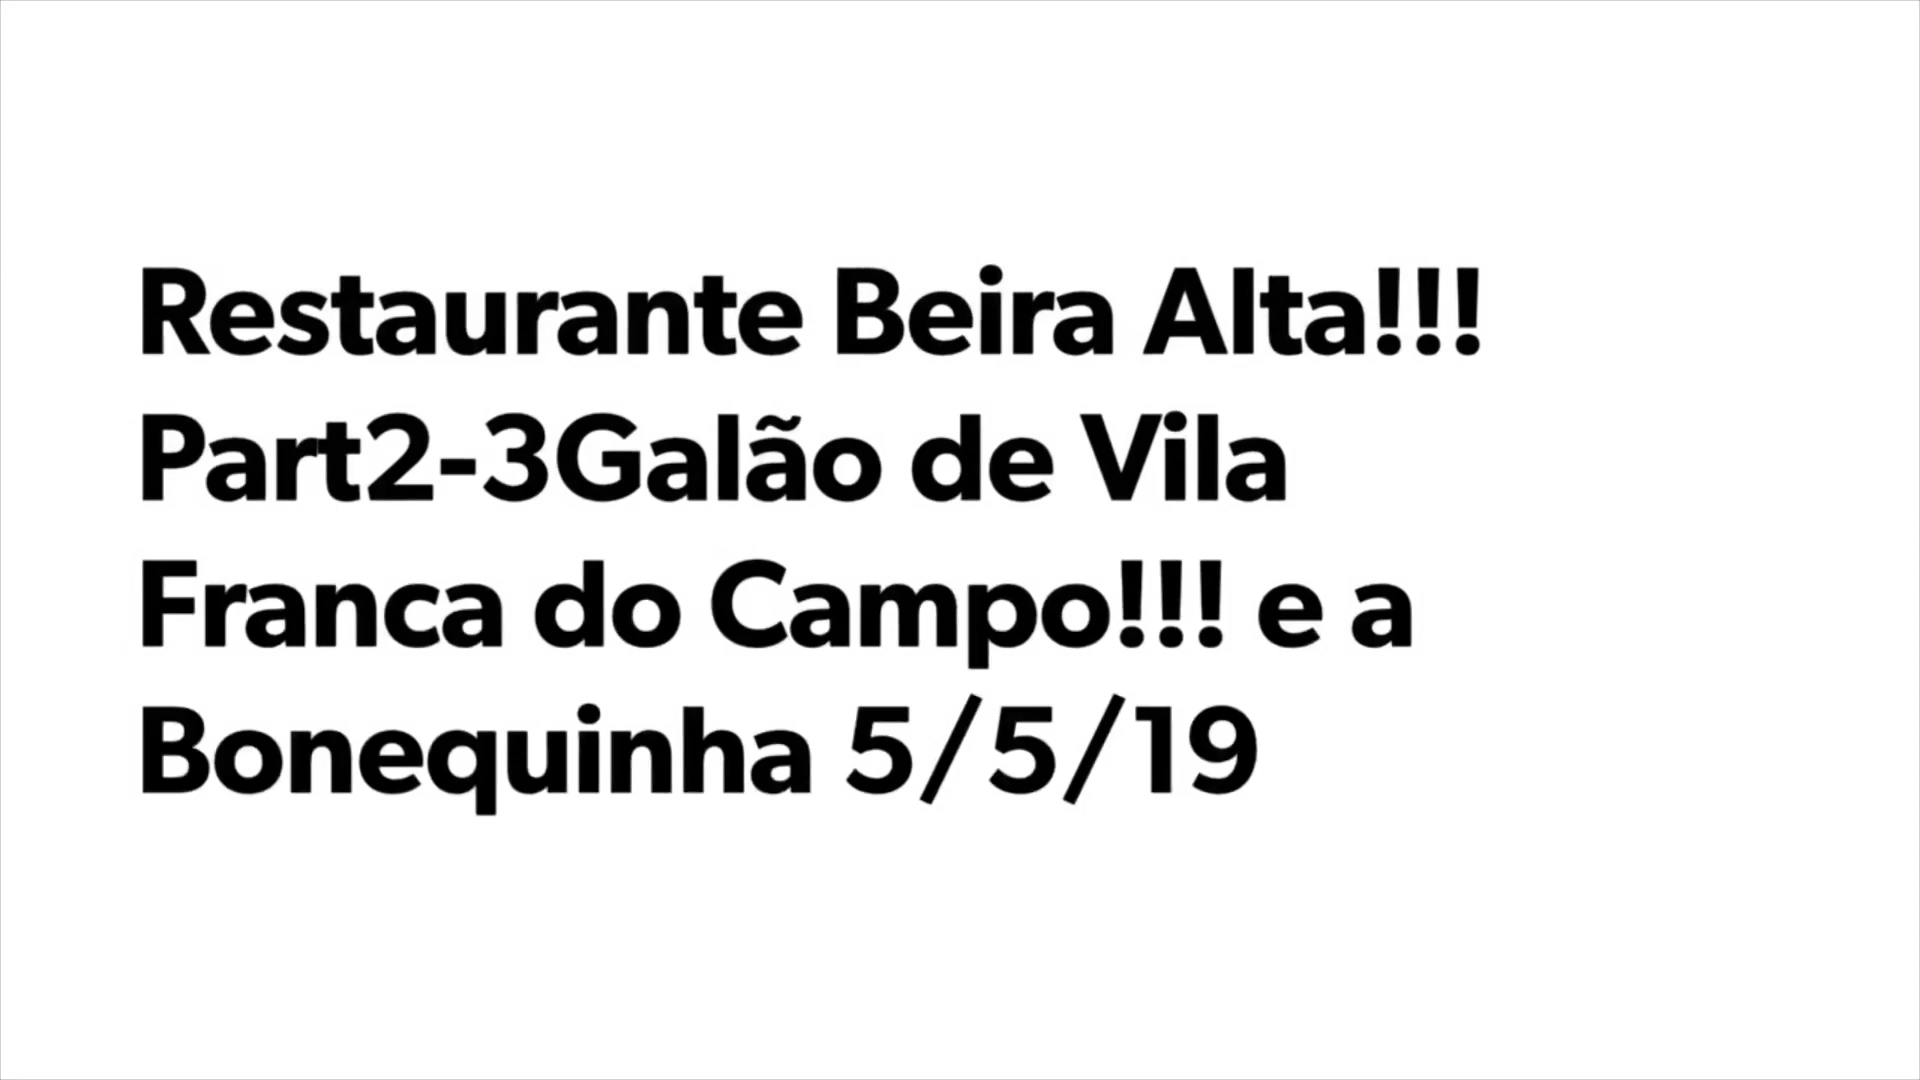 Restaurante Beira Alta!!!
Part2-3Galão de Vila
Franca do Campo!!! e a
Bonequinha 5/5/19